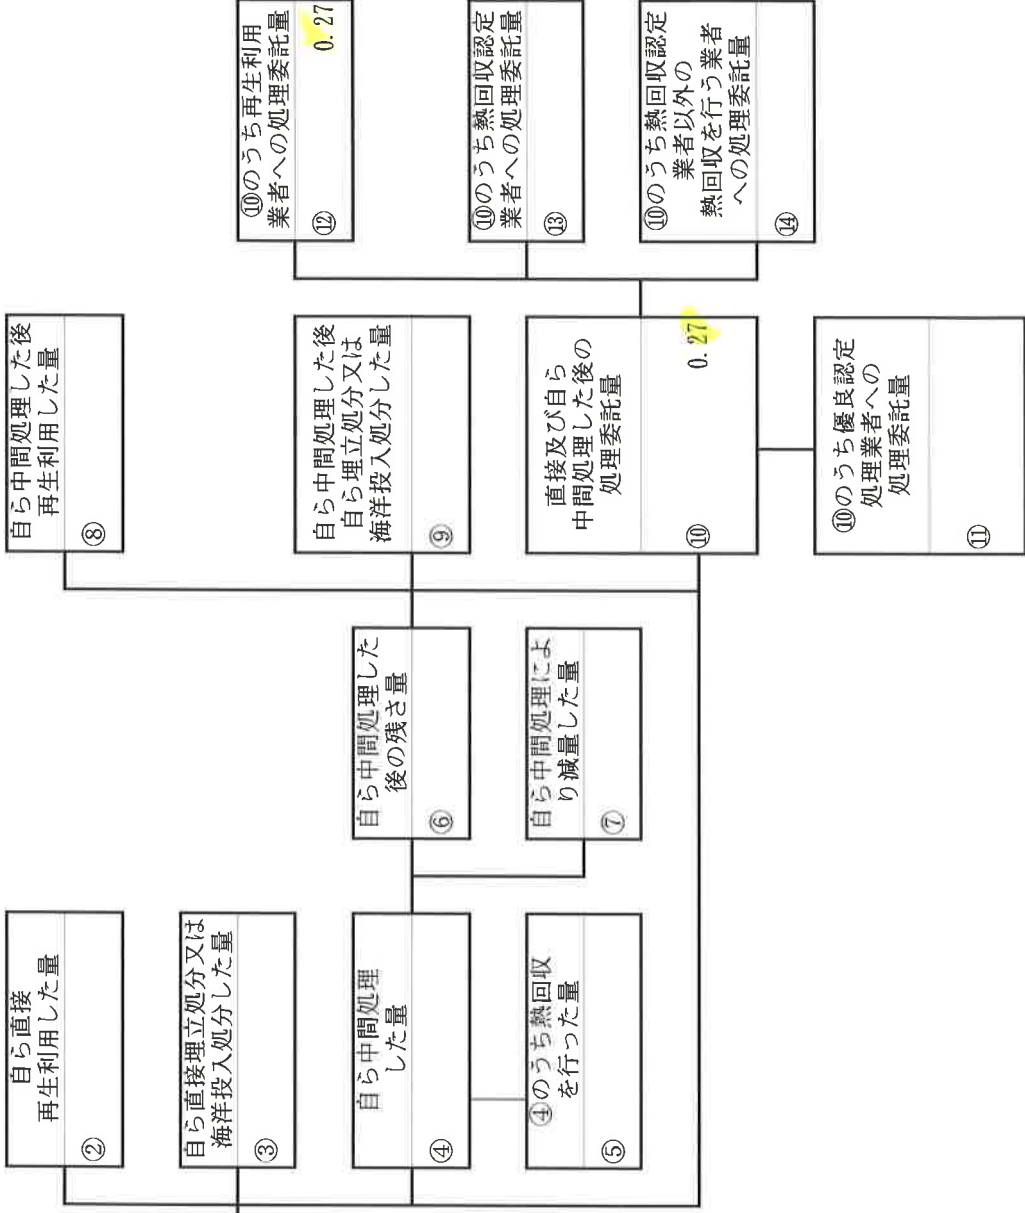 自ら直接
再生利用した量
②
自ら直接埋立処分又は
海洋投入処分した量
③
自ら中間処理
した量
④
④のうち熱回収
を行った量
⑤
自ら中間処理した
後の残さ量
⑥
自ら中間処理によ
り減量した量
⑦
自ら中間処理した後
再生利用した量
⑧
自ら中間処理した後
自ら埋立処分又は
海洋投入処分した量
⑨
直接及び自ら
中間処理した後の
処理委託量
0.27
⑩
⑩のうち優良認定
処理業者への
処理委託量
⑪
⑩のうち再生利用
業者への処理委託量
0.27
⑫
⑩のうち熱回収認定
業者への処理委託量
⑬
⑩のうち熱回収認定
業者以外の
熱回収を行う業者
への処理委託量
⑭